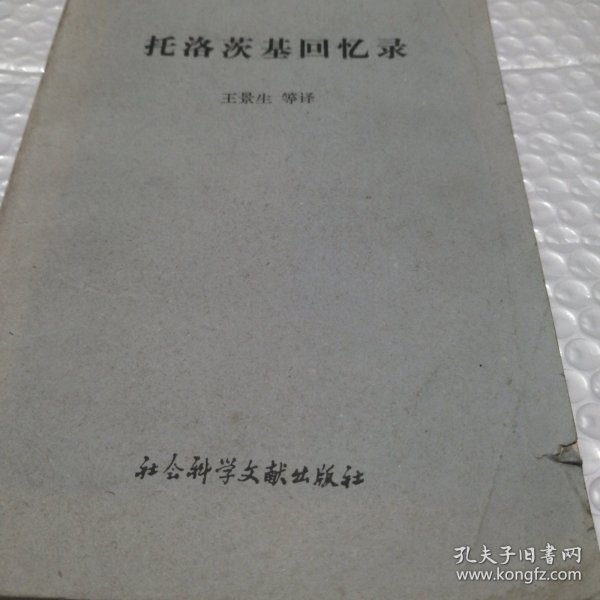 托洛茨基回忆录
王景生 等译
社会科学文献出版社
孔夫子旧书网
www.kongfz.com